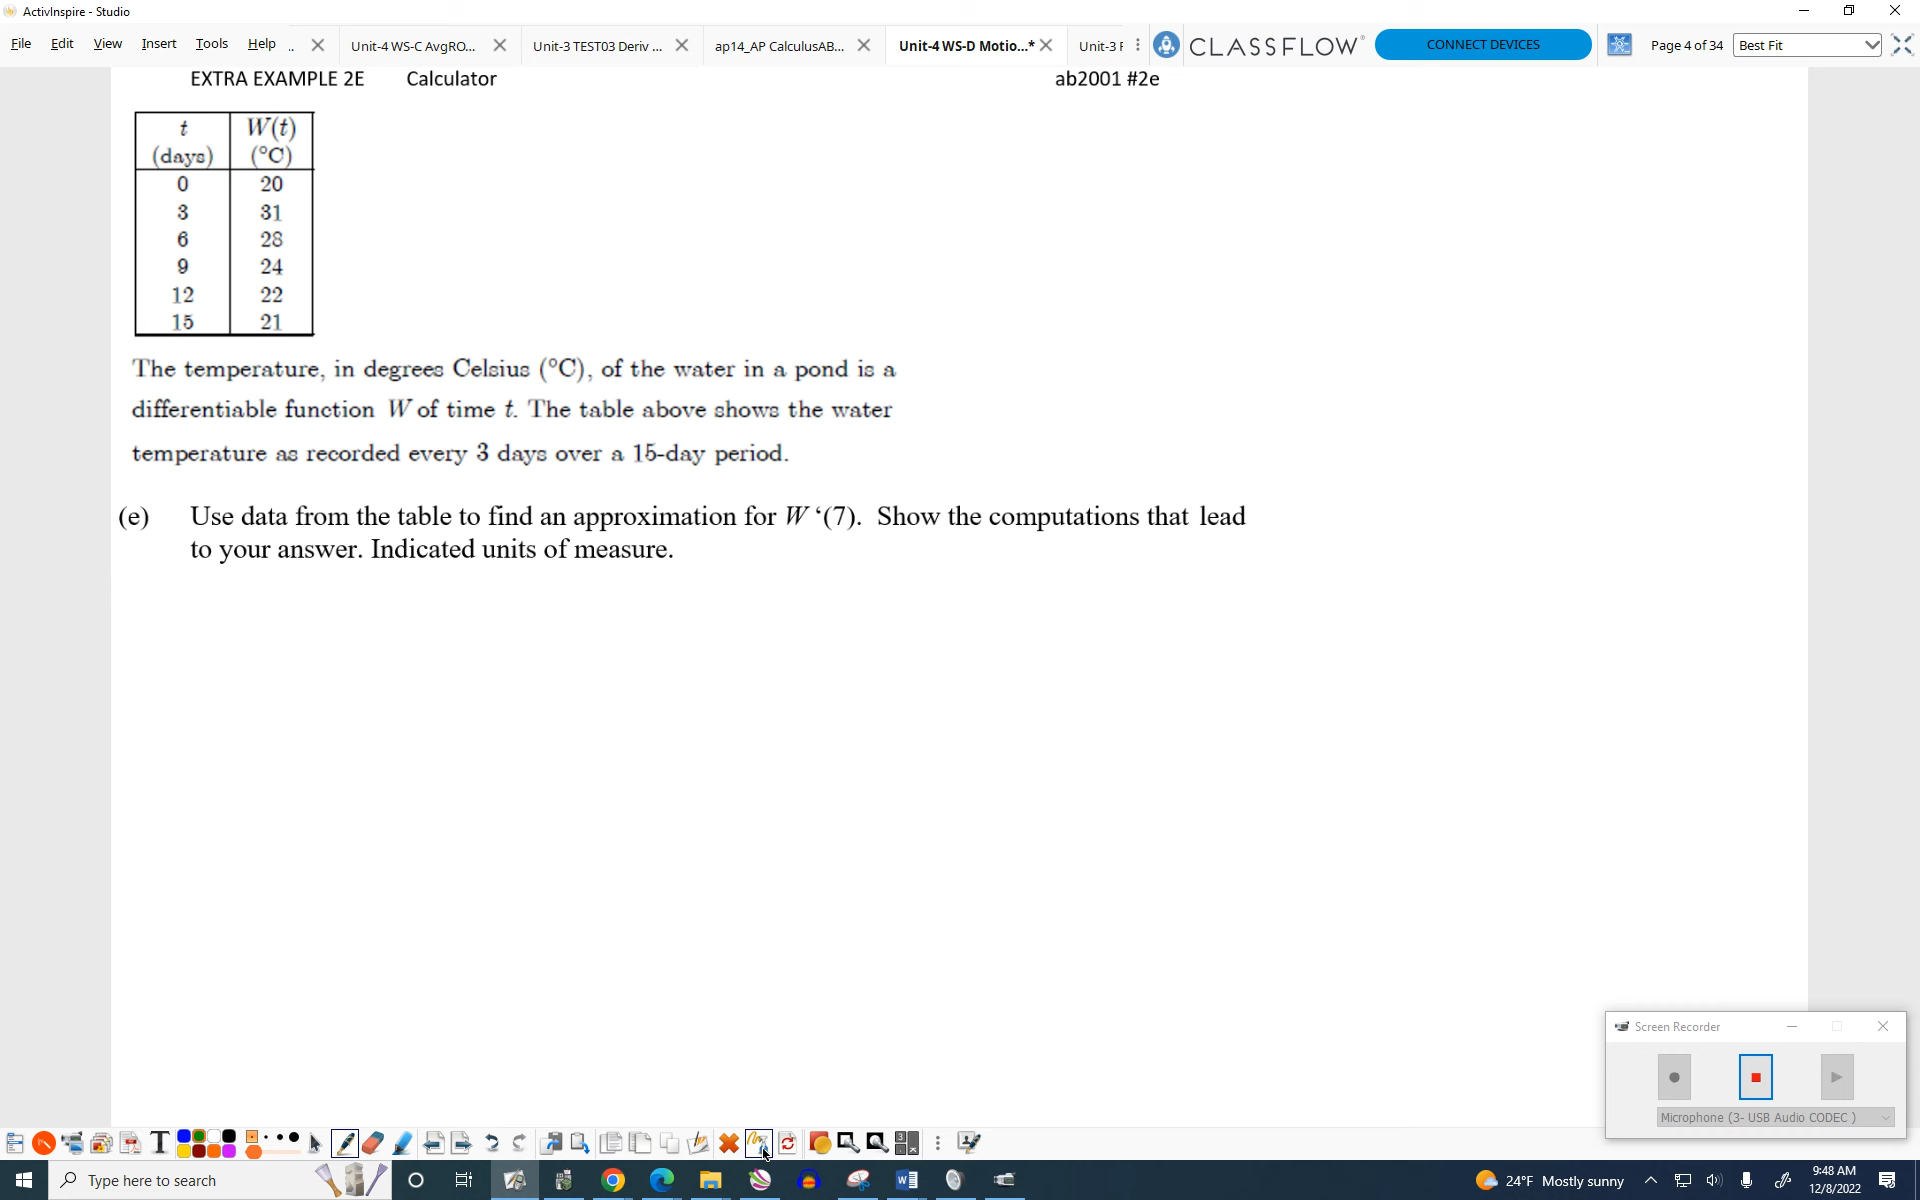 ActivInspire - Studio
File Edit View Insert Tools Help .. Unit-4 WS-C AvgRO... Unit-3 TEST03 Deriv ... ap14_AP CalculusAB... Unit-4 WS-D Motio...* Unit-3 F CLASSFLOW CONNECT DEVICES Page 4 of 34 Best Fit
EXTRA EXAMPLE 2E Calculator ab2001 #2e
t W(t)
(days) (°C)
0 20
3 31
6 28
9 24
12 22
15 21
The temperature, in degrees Celsius (°C), of the water in a pond is a
differentiable function W of time t. The table above shows the water
temperature as recorded every 3 days over a 15-day period.
(e) Use data from the table to find an approximation for W ‘(7). Show the computations that lead
to your answer. Indicated units of measure.
Screen Recorder
Microphone (3- USB Audio CODEC )
T
Type here to search
24°F Mostly sunny
9:48 AM
12/8/2022